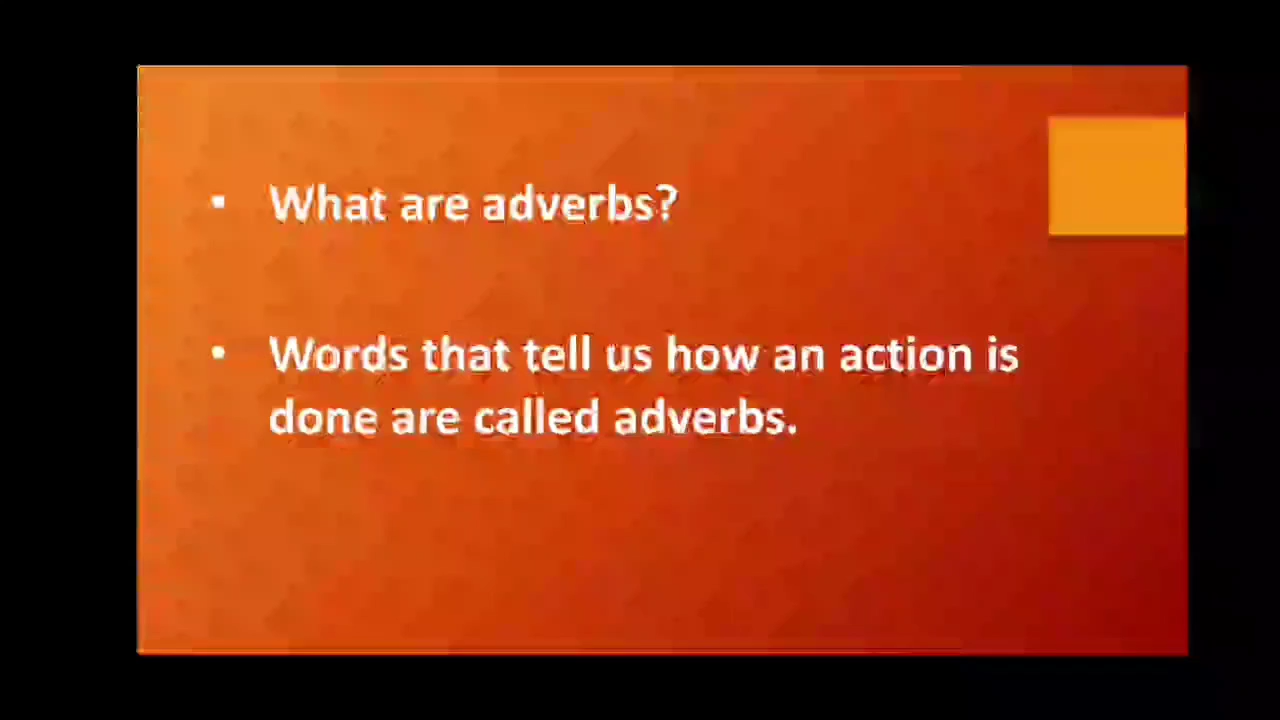 • What are adverbs?
• Words that tell us how an action is
done are called adverbs.